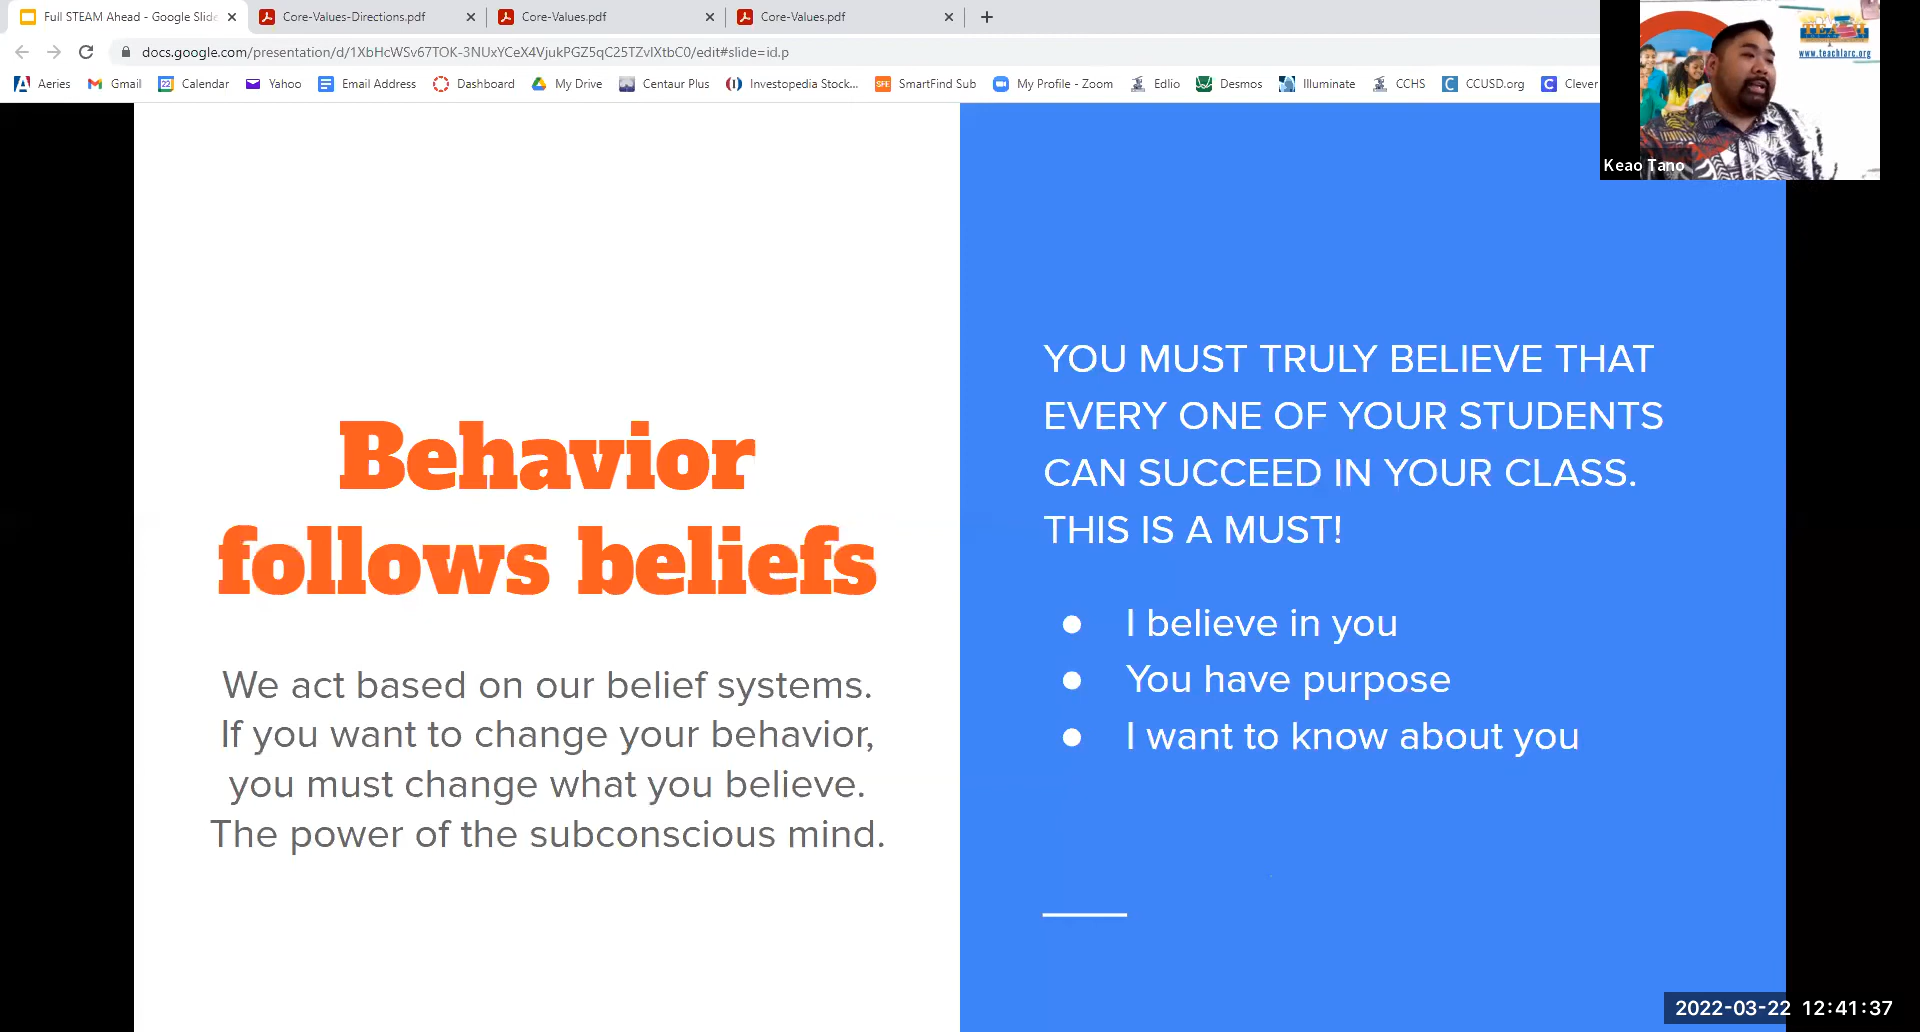 Full STEAM Ahead - Google Slide
Core-Values-Directions.pdf
Core-Values.pdf
Core-Values.pdf
docs.google.com/presentation/d/1XbHcWSv67TOK-3NUxYCeX4VjukPGZ5qC25TZvlXtbC0/edit#slide=id.p
Aeries
Gmail
22
Calendar
Yahoo
Email Address
Dashboard
My Drive
Centaur Plus
Investopedia Stock...
SFE
SmartFind Sub
My Profile - Zoom
Edlio
Desmos
Illuminate
CCHS
C
CCUSD.org
C
Clever
www.teachlarc.org
Keao Tano
Behavior
follows beliefs
We act based on our belief systems.
If you want to change your behavior,
you must change what you believe.
The power of the subconscious mind.
YOU MUST TRULY BELIEVE THAT
EVERY ONE OF YOUR STUDENTS
CAN SUCCEED IN YOUR CLASS.
THIS IS A MUST!
● I believe in you
● You have purpose
● I want to know about you
2022-03-22 12:41:37